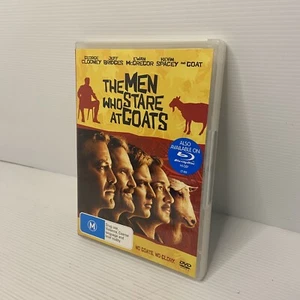 GEORGE CLOONEY JEFF BRIDGES EWAN McGREGOR KEVIN SPACEY AND GOAT
THE MEN
WHO STARE
AT GOATS
ALSO
AVAILABLE ON
Blu-ray Disc
M
NO GOATS. NO GLORY.
DVD